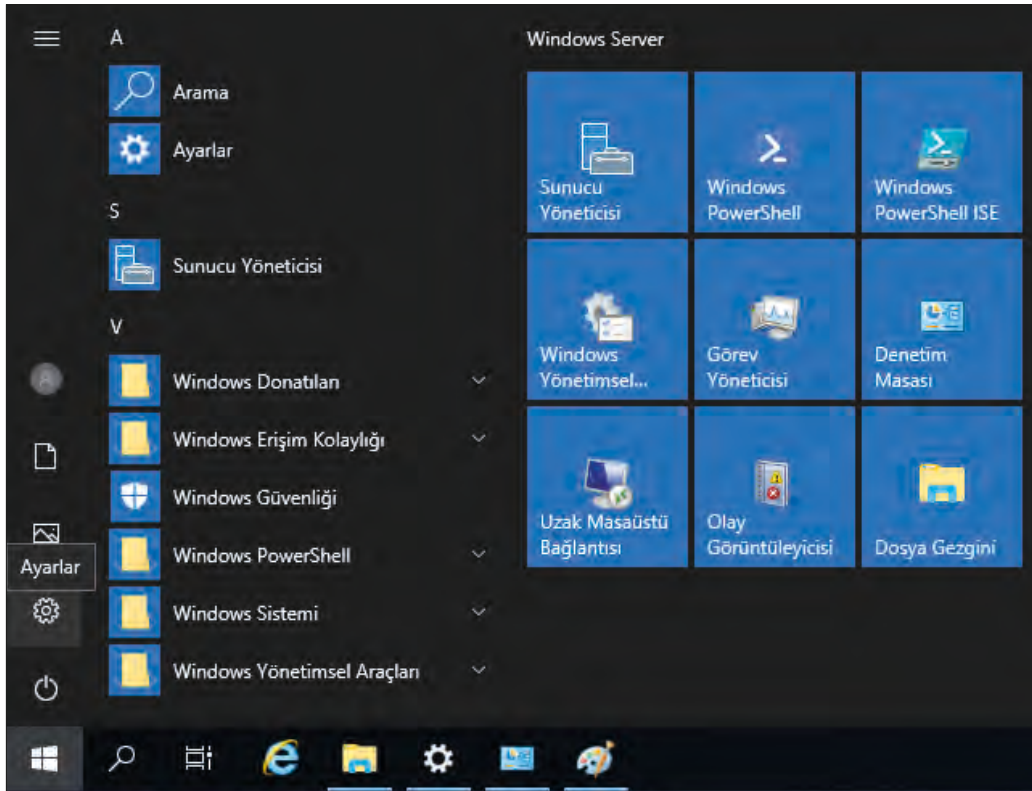 A
Arama
Ayarlar
S
Sunucu Yöneticisi
V
Windows Donatıları
Windows Erişim Kolaylığı
Windows Güvenliği
Windows PowerShell
Windows Sistemi
Windows Yönetimsel Araçları
Ayarlar
Windows Server
Sunucu
Yöneticisi
Windows
PowerShell
Windows
PowerShell ISE
Windows
Yönetimsel...
Görev
Yöneticisi
Denetim
Masası
Uzak Masaüstü
Bağlantısı
Olay
Görüntüleyicisi
Dosya Gezgini